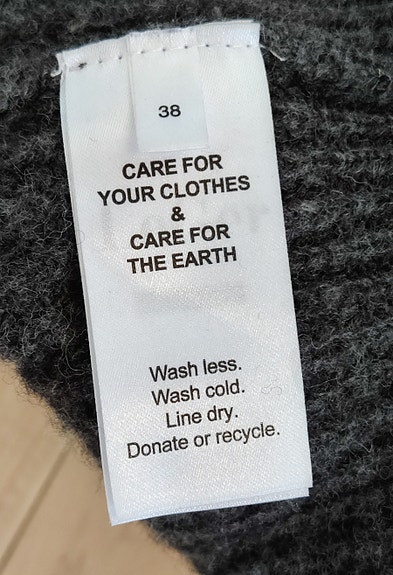 38
CARE FOR
YOUR CLOTHES
&
CARE FOR
THE EARTH
Wash less.
Wash cold.
Line dry.
Donate or recycle.